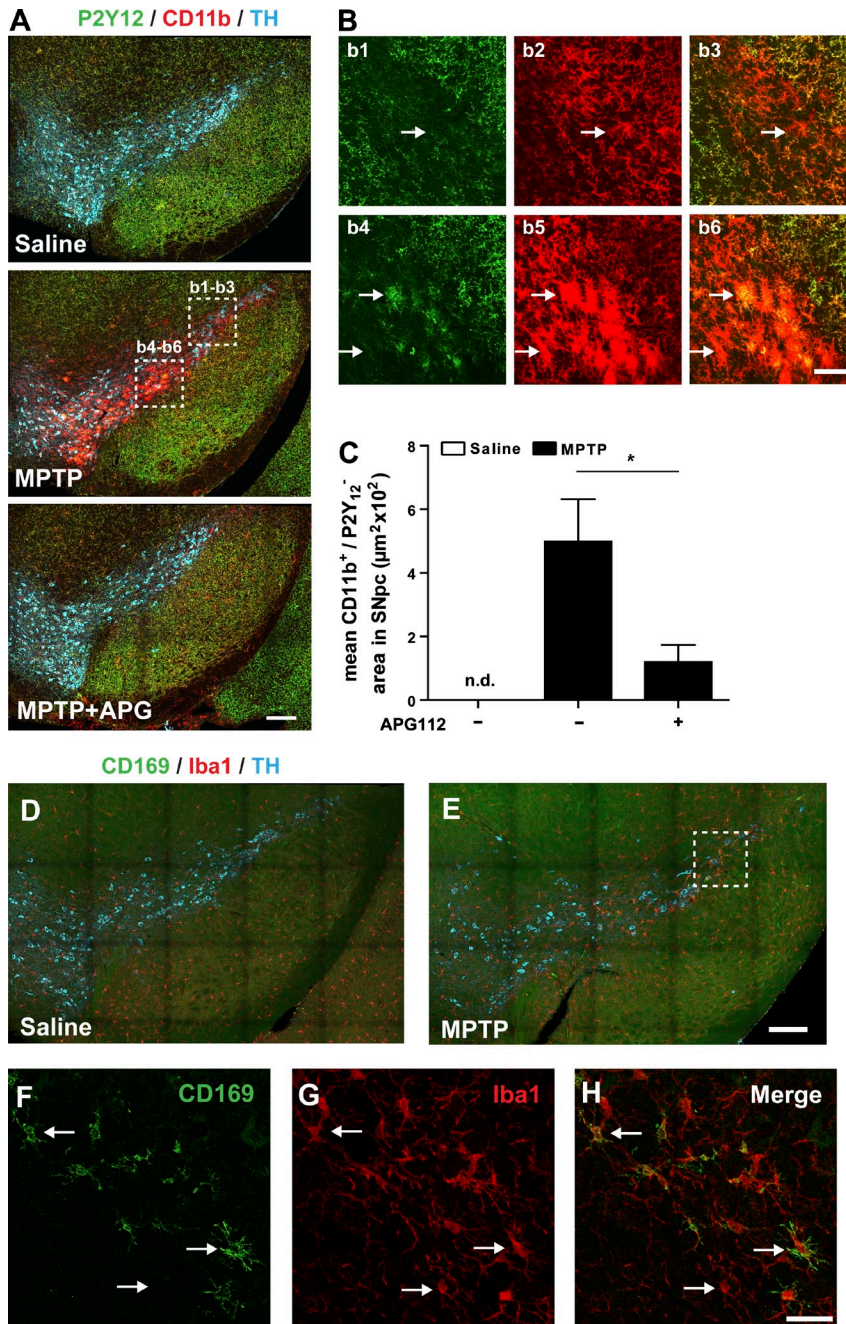 A
P2Y12 / CD11b / TH
Saline
b1-b3
b4-b6
MPTP
MPTP+APG
B
b1
b2
b3
b4
b5
b6
C
Saline MPTP
*
mean CD11b⁺ / P2Y₁₂⁻
area in SNpc (µm²x10²)
8
6
4
2
0
n.d.
APG112 – – +
CD169 / Iba1 / TH
D
Saline
E
MPTP
F CD169
G Iba1
H Merge